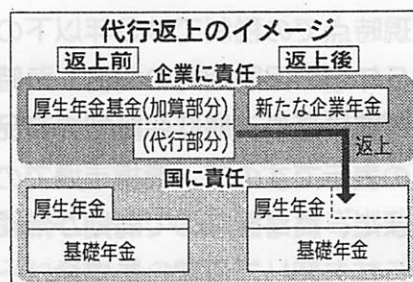 代行返上のイメージ
返上前
返上後
企業に責任
厚生年金基金(加算部分)
(代行部分)
新たな企業年金
返上
国に責任
厚生年金
基礎年金
厚生年金
基礎年金